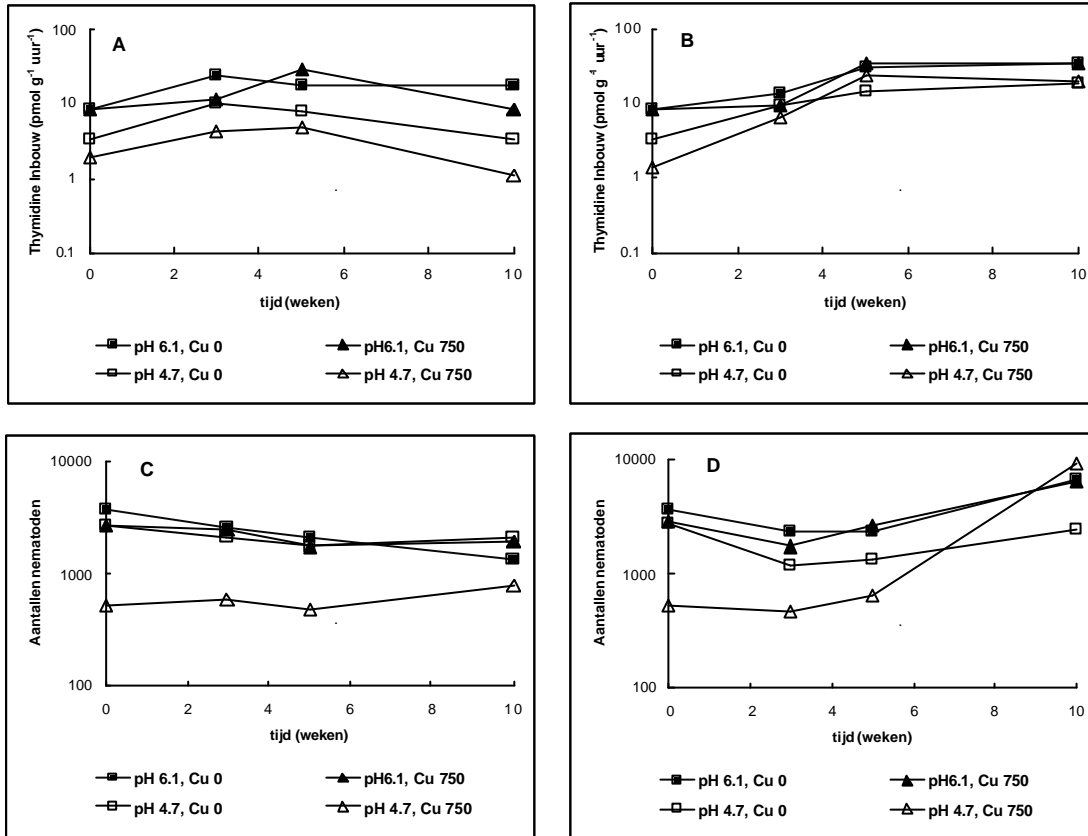 A
Thymidine Inbouw (pmol g⁻¹ uur⁻¹)
100
10
1
0.1
0 2 4 6 8 10
tijd (weken)
pH 6.1, Cu 0
pH6.1, Cu 750
pH 4.7, Cu 0
pH 4.7, Cu 750
B
Thymidine Inbouw (pmol g⁻¹ uur⁻¹)
100
10
1
0.1
0 2 4 6 8 10
tijd (weken)
pH 6.1, Cu 0
pH6.1, Cu 750
pH 4.7, Cu 0
pH 4.7, Cu 750
C
Aantallen nematoden
10000
1000
100
0 2 4 6 8 10
tijd (weken)
pH 6.1, Cu 0
pH6.1, Cu 750
pH 4.7, Cu 0
pH 4.7, Cu 750
D
Aantallen nematoden
10000
1000
100
0 2 4 6 8 10
tijd (weken)
pH 6.1, Cu 0
pH6.1, Cu 750
pH 4.7, Cu 0
pH 4.7, Cu 750